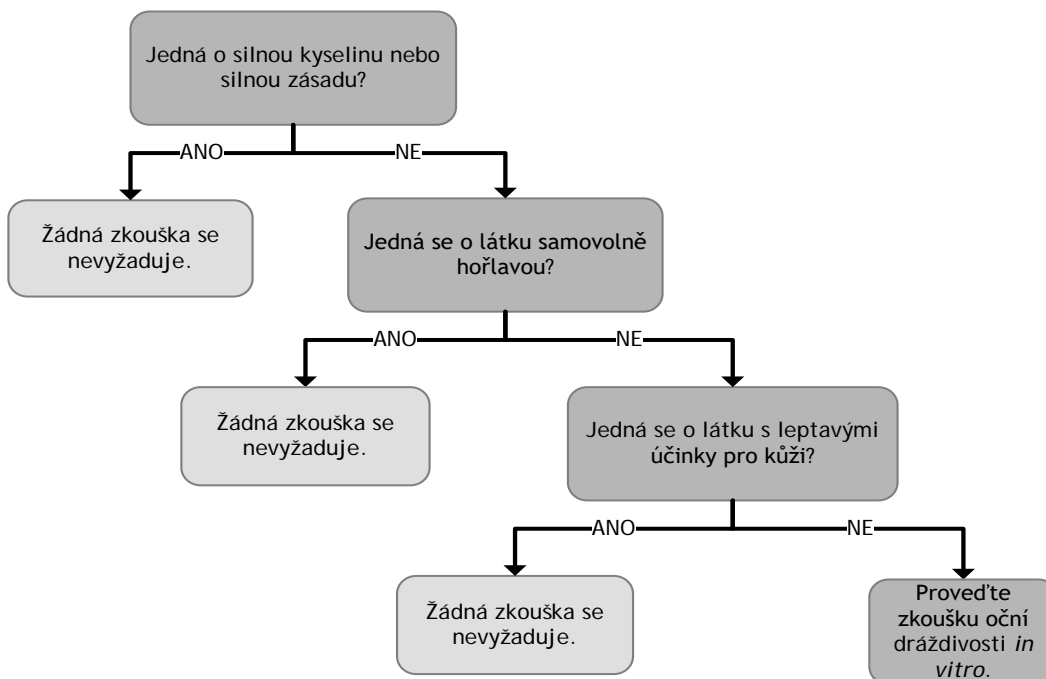 Jedná o silnou kyselinu nebo
silnou zásadu?
ANO
NE
Žádná zkouška se
nevyžaduje.
Jedná se o látku samovolně
hořlavou?
ANO
NE
Žádná zkouška se
nevyžaduje.
Jedná se o látku s leptavými
účinky pro kůži?
ANO
NE
Žádná zkouška se
nevyžaduje.
Proveďte
zkoušku oční
dráždivosti in
vitro.